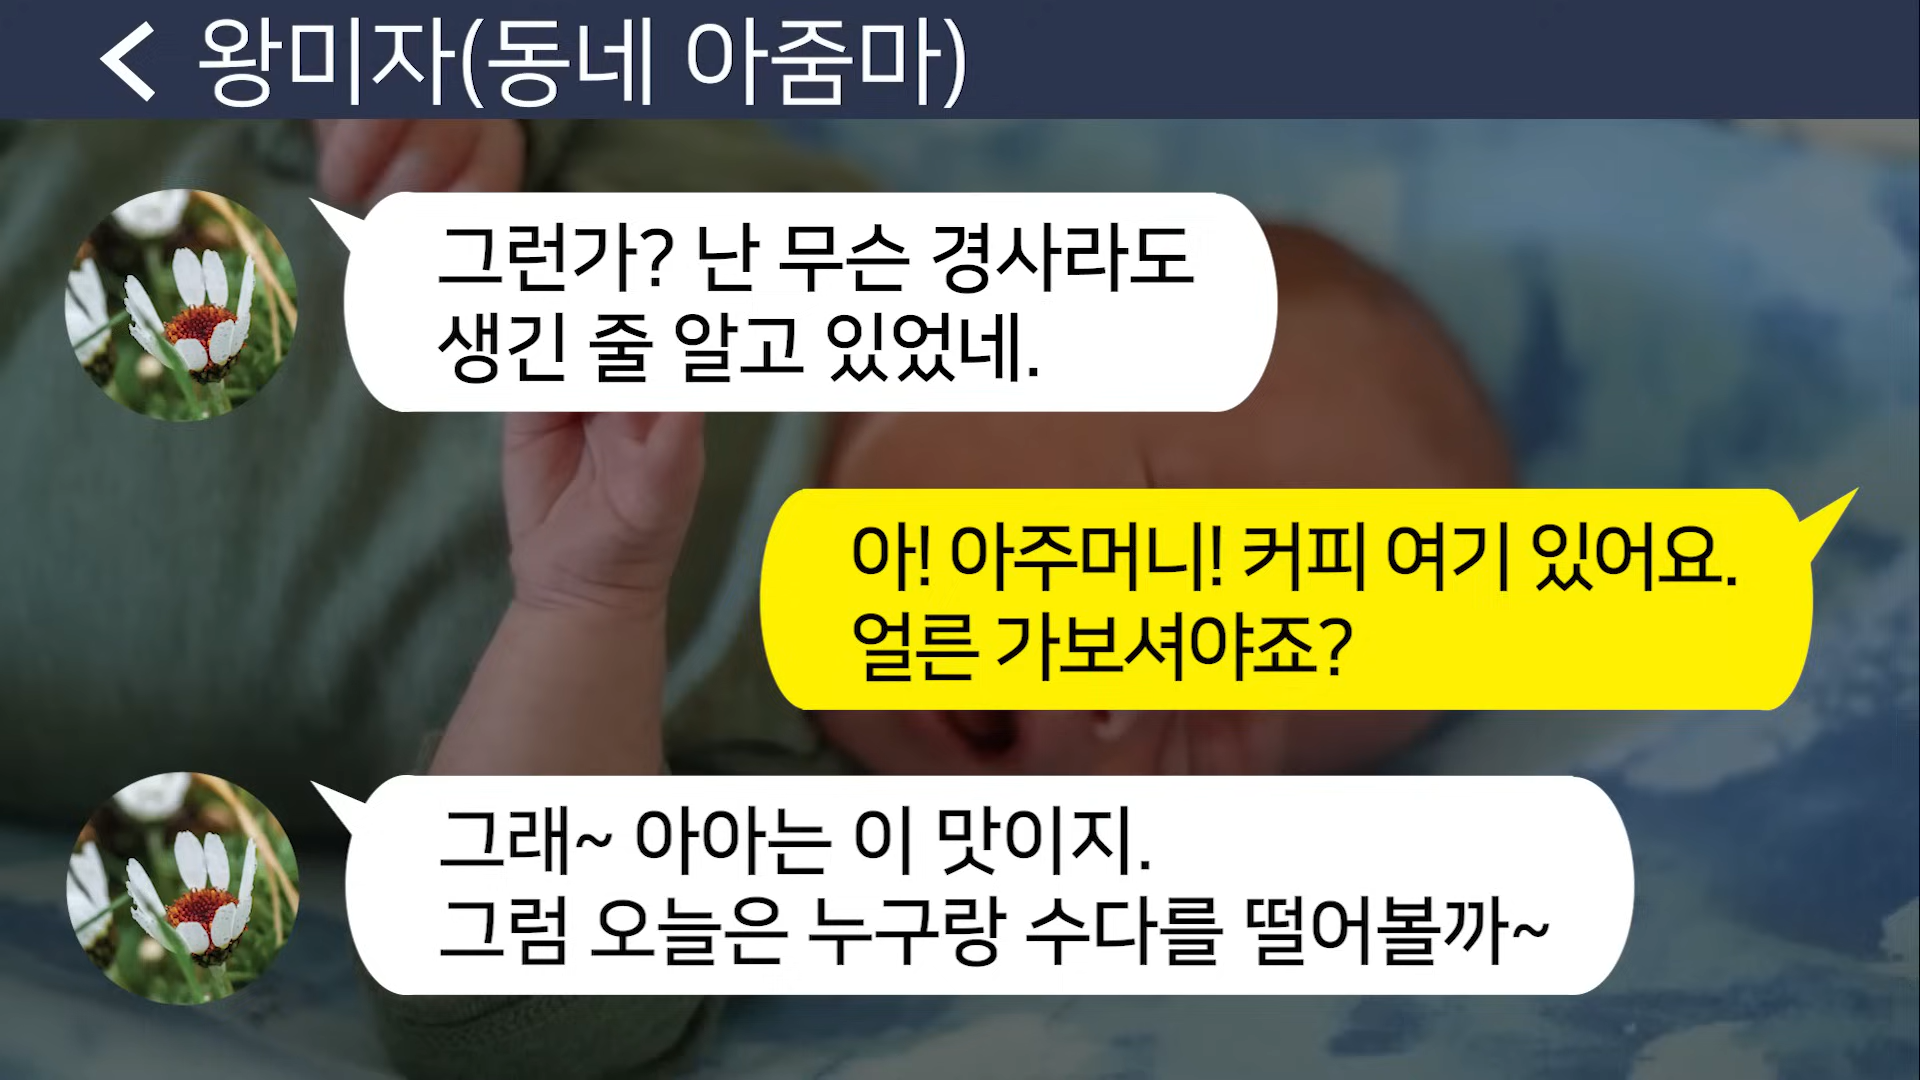 왕미자(동네 아줌마)
그런가? 난 무슨 경사라도
생긴 줄 알고 있었네.
아! 아주머니! 커피 여기 있어요.
얼른 가보셔야죠?
그래~ 아아는 이 맛이지.
그럼 오늘은 누구랑 수다를 떨어볼까~